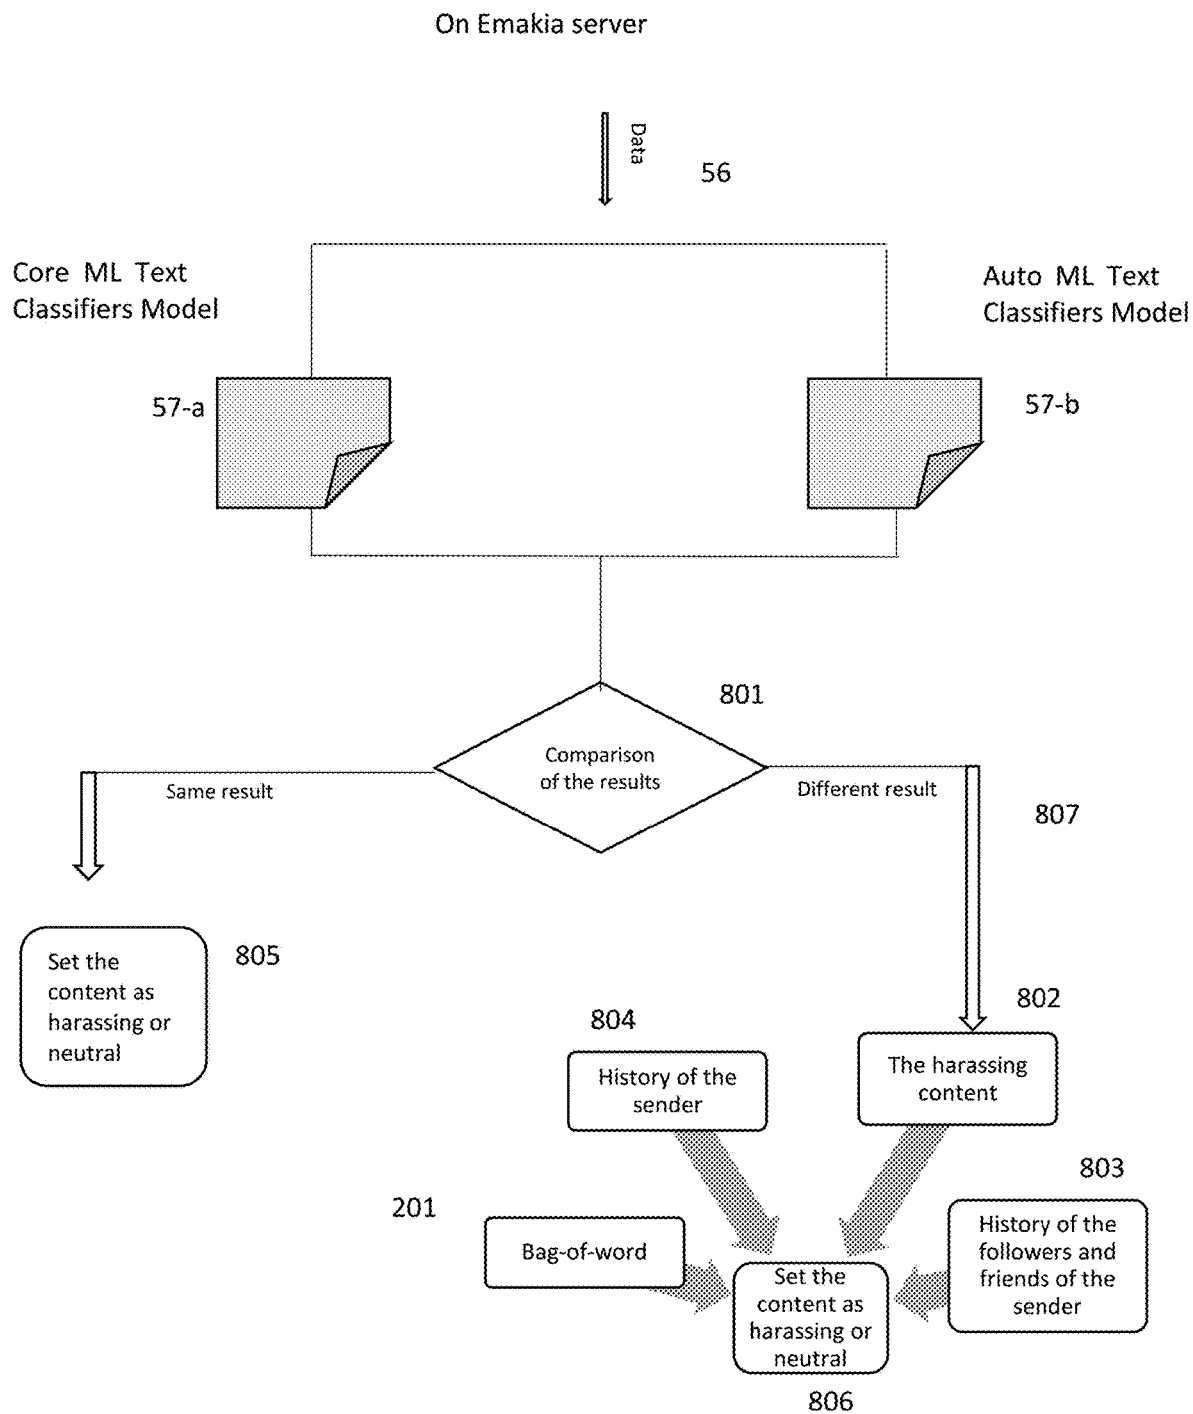 On Emakia server
Data
56
Core ML Text
Classifiers Model
Auto ML Text
Classifiers Model
57-a
57-b
801
Comparison
of the results
Same result
Different result
807
805
Set the
content as
harassing or
neutral
802
804
The harassing
content
History of the
sender
803
201
History of the
followers and
friends of the
sender
Bag-of-word
Set the
content as
harassing or
neutral
806